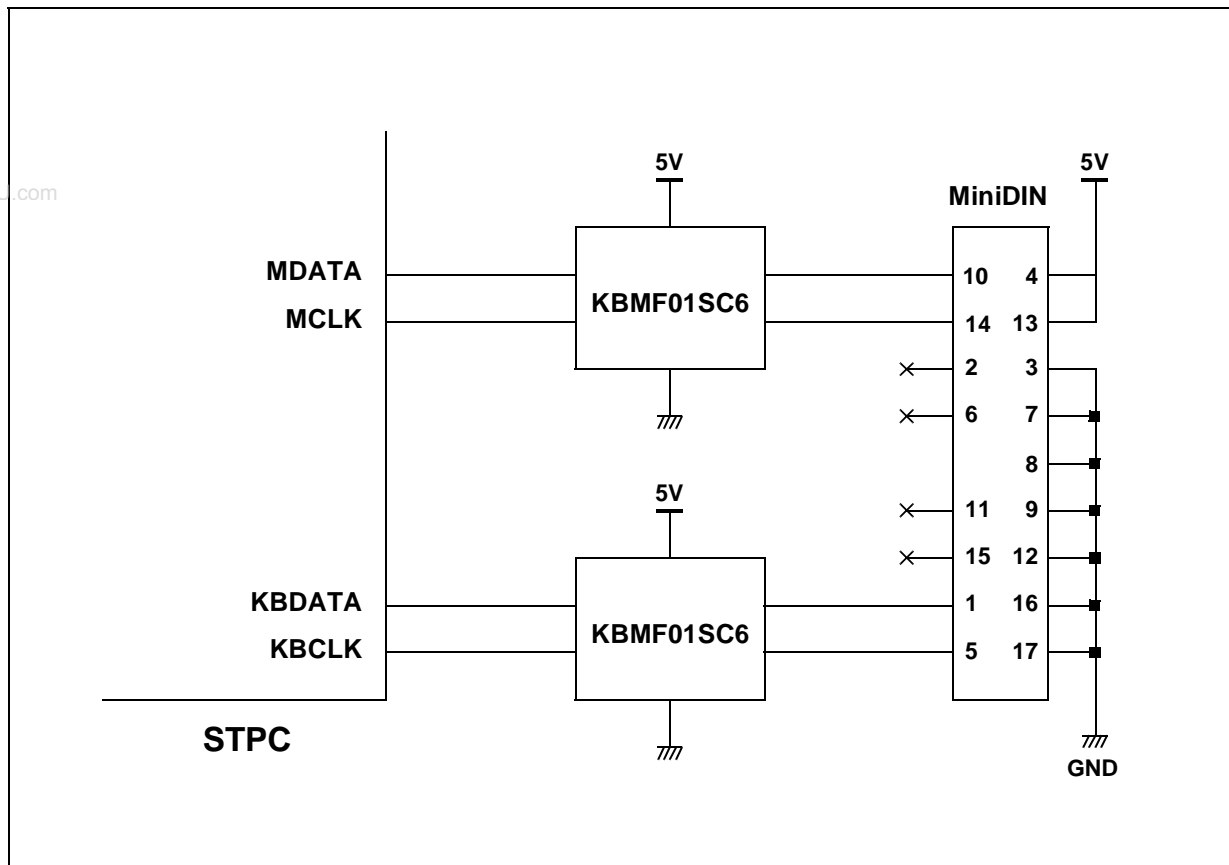 5V
5V
J.com
MiniDIN
MDATA
KBMF01SC6
10 4
MCLK
14 13
2 3
6 7
8
5V
11 9
15 12
KBDATA
KBMF01SC6
1 16
KBCLK
5 17
STPC
GND